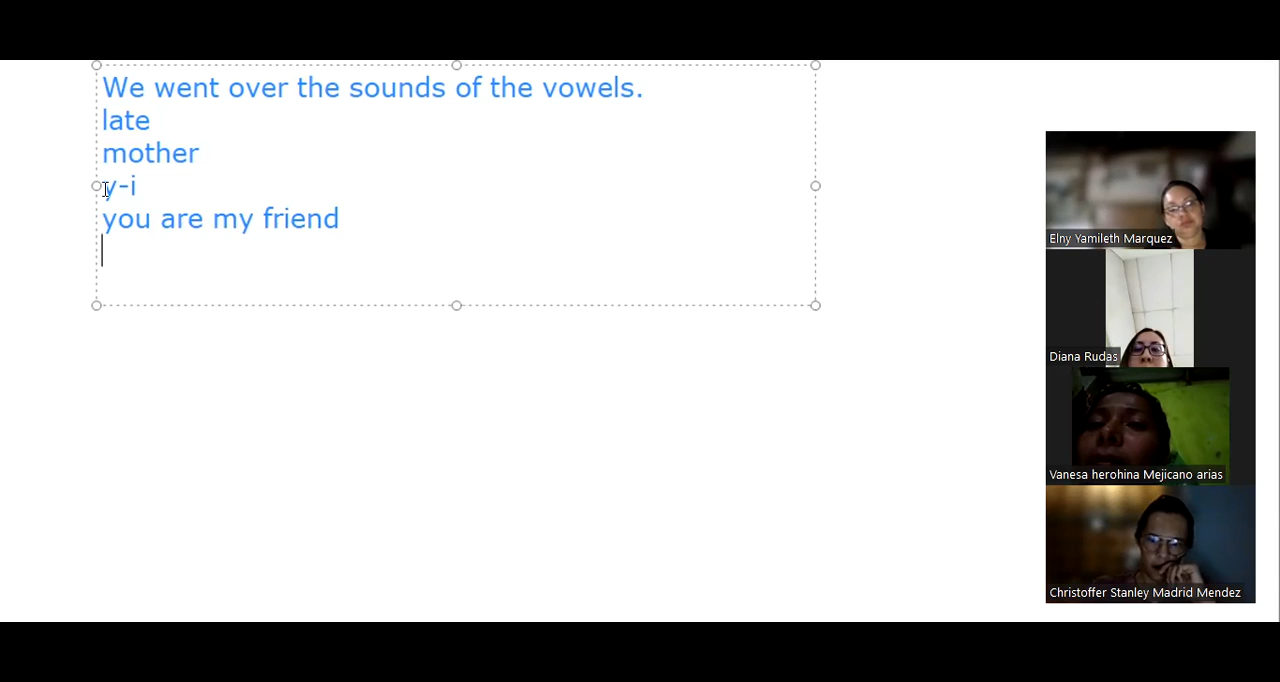 We went over the sounds of the vowels.
late
mother
y-i
you are my friend
Elny Yamileth Marquez
Diana Rudas
Vanesa herohina Mejicano arias
Christoffer Stanley Madrid Mendez